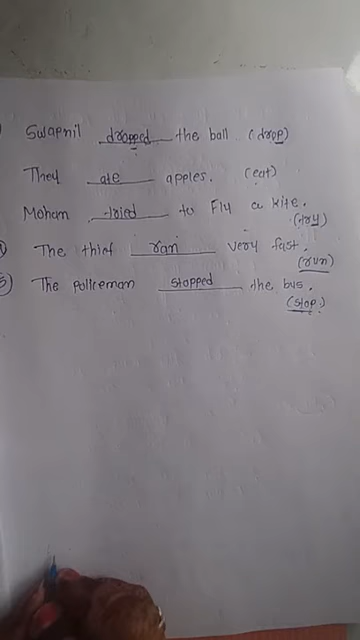 Swapnil dropped the ball. (drop)
They ate apples. (eat)
Mohan tried to Fly a kite.
(try)
The thief ran very fast.
(run)
5) The policeman stopped the bus.
(stop.)